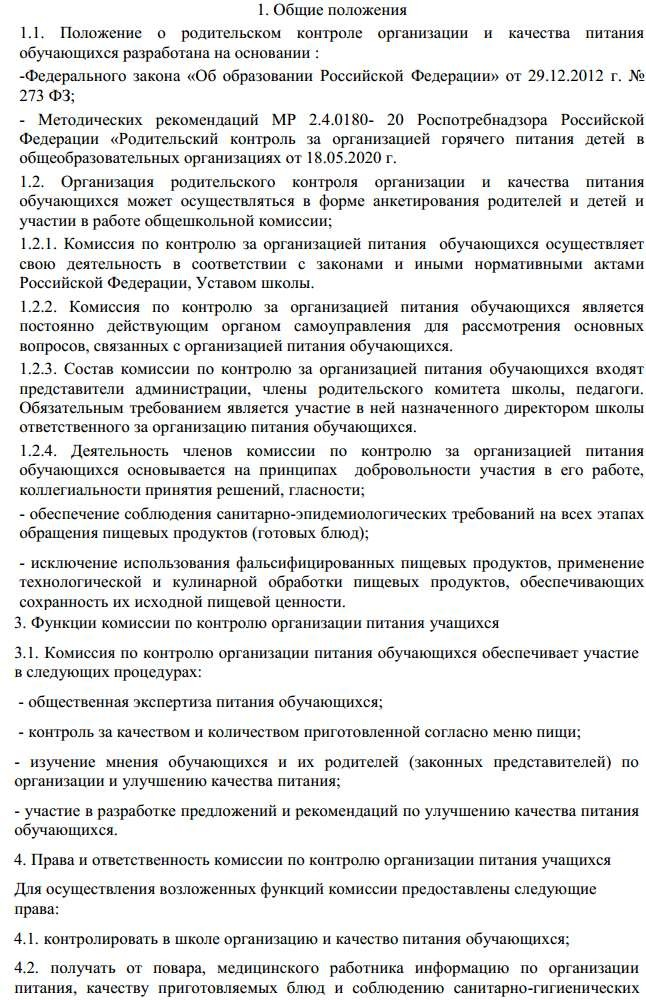 1. Общие положения
1.1. Положение о родительском контроле организации и качества питания
обучающихся разработана на основании :
-Федерального закона «Об образовании Российской Федерации» от 29.12.2012 г. №
273 ФЗ;
- Методических рекомендаций МР 2.4.0180- 20 Роспотребнадзора Российской
Федерации «Родительский контроль за организацией горячего питания детей в
общеобразовательных организациях от 18.05.2020 г.
1.2. Организация родительского контроля организации и качества питания
обучающихся может осуществляться в форме анкетирования родителей и детей и
участии в работе общешкольной комиссии;
1.2.1. Комиссия по контролю за организацией питания обучающихся осуществляет
свою деятельность в соответствии с законами и иными нормативными актами
Российской Федерации, Уставом школы.
1.2.2. Комиссия по контролю за организацией питания обучающихся является
постоянно действующим органом самоуправления для рассмотрения основных
вопросов, связанных с организацией питания обучающихся.
1.2.3. Состав комиссии по контролю за организацией питания обучающихся входят
представители администрации, члены родительского комитета школы, педагоги.
Обязательным требованием является участие в ней назначенного директором школы
ответственного за организацию питания обучающихся.
1.2.4. Деятельность членов комиссии по контролю за организацией питания
обучающихся основывается на принципах добровольности участия в его работе,
коллегиальности принятия решений, гласности;
- обеспечение соблюдения санитарно-эпидемиологических требований на всех этапах
обращения пищевых продуктов (готовых блюд);
- исключение использования фальсифицированных пищевых продуктов, применение
технологической и кулинарной обработки пищевых продуктов, обеспечивающих
сохранность их исходной пищевой ценности.
3. Функции комиссии по контролю организации питания учащихся
3.1. Комиссия по контролю организации питания обучающихся обеспечивает участие
в следующих процедурах:
- общественная экспертиза питания обучающихся;
- контроль за качеством и количеством приготовленной согласно меню пищи;
- изучение мнения обучающихся и их родителей (законных представителей) по
организации и улучшению качества питания;
- участие в разработке предложений и рекомендаций по улучшению качества питания
обучающихся.
4. Права и ответственность комиссии по контролю организации питания учащихся
Для осуществления возложенных функций комиссии предоставлены следующие
права:
4.1. контролировать в школе организацию и качество питания обучающихся;
4.2. получать от повара, медицинского работника информацию по организации
питания, качеству приготовляемых блюд и соблюдению санитарно-гигиенических